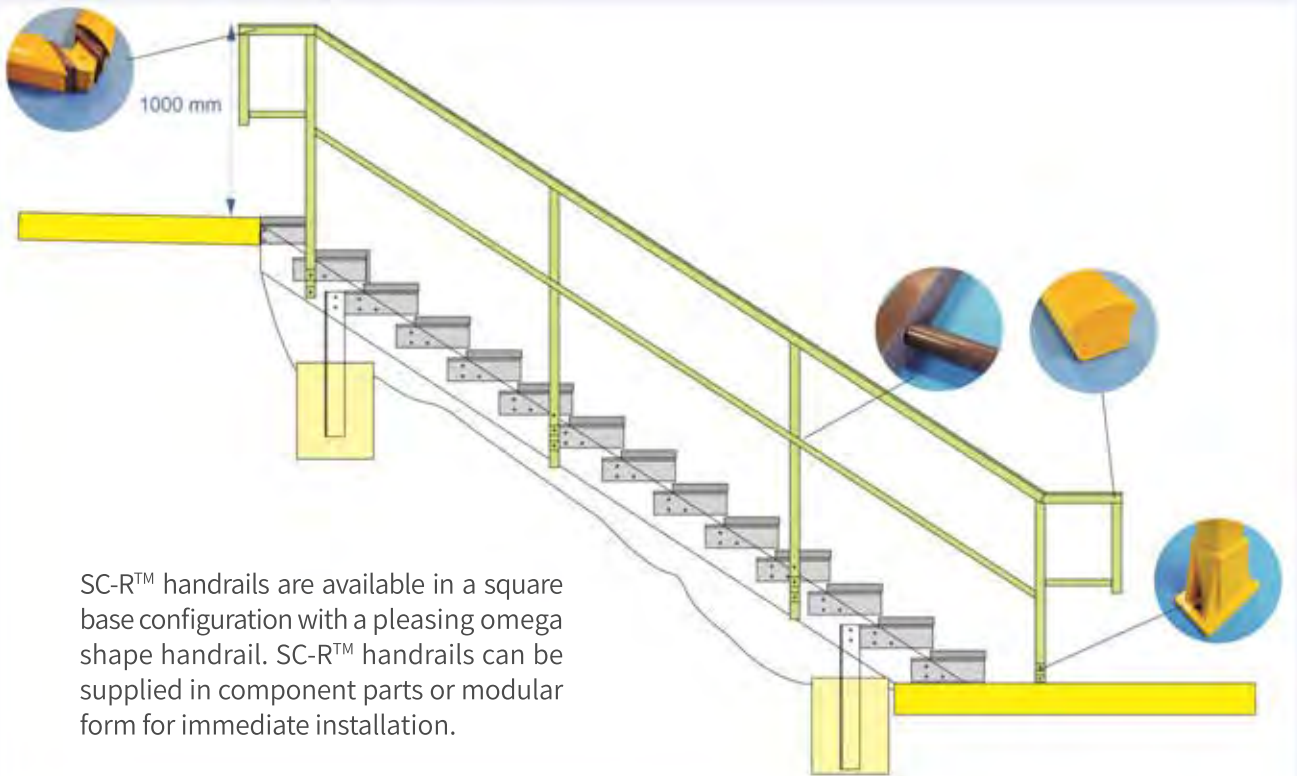 1000 mm
SC-R™ handrails are available in a square
base configuration with a pleasing omega
shape handrail. SC-R™ handrails can be
supplied in component parts or modular
form for immediate installation.